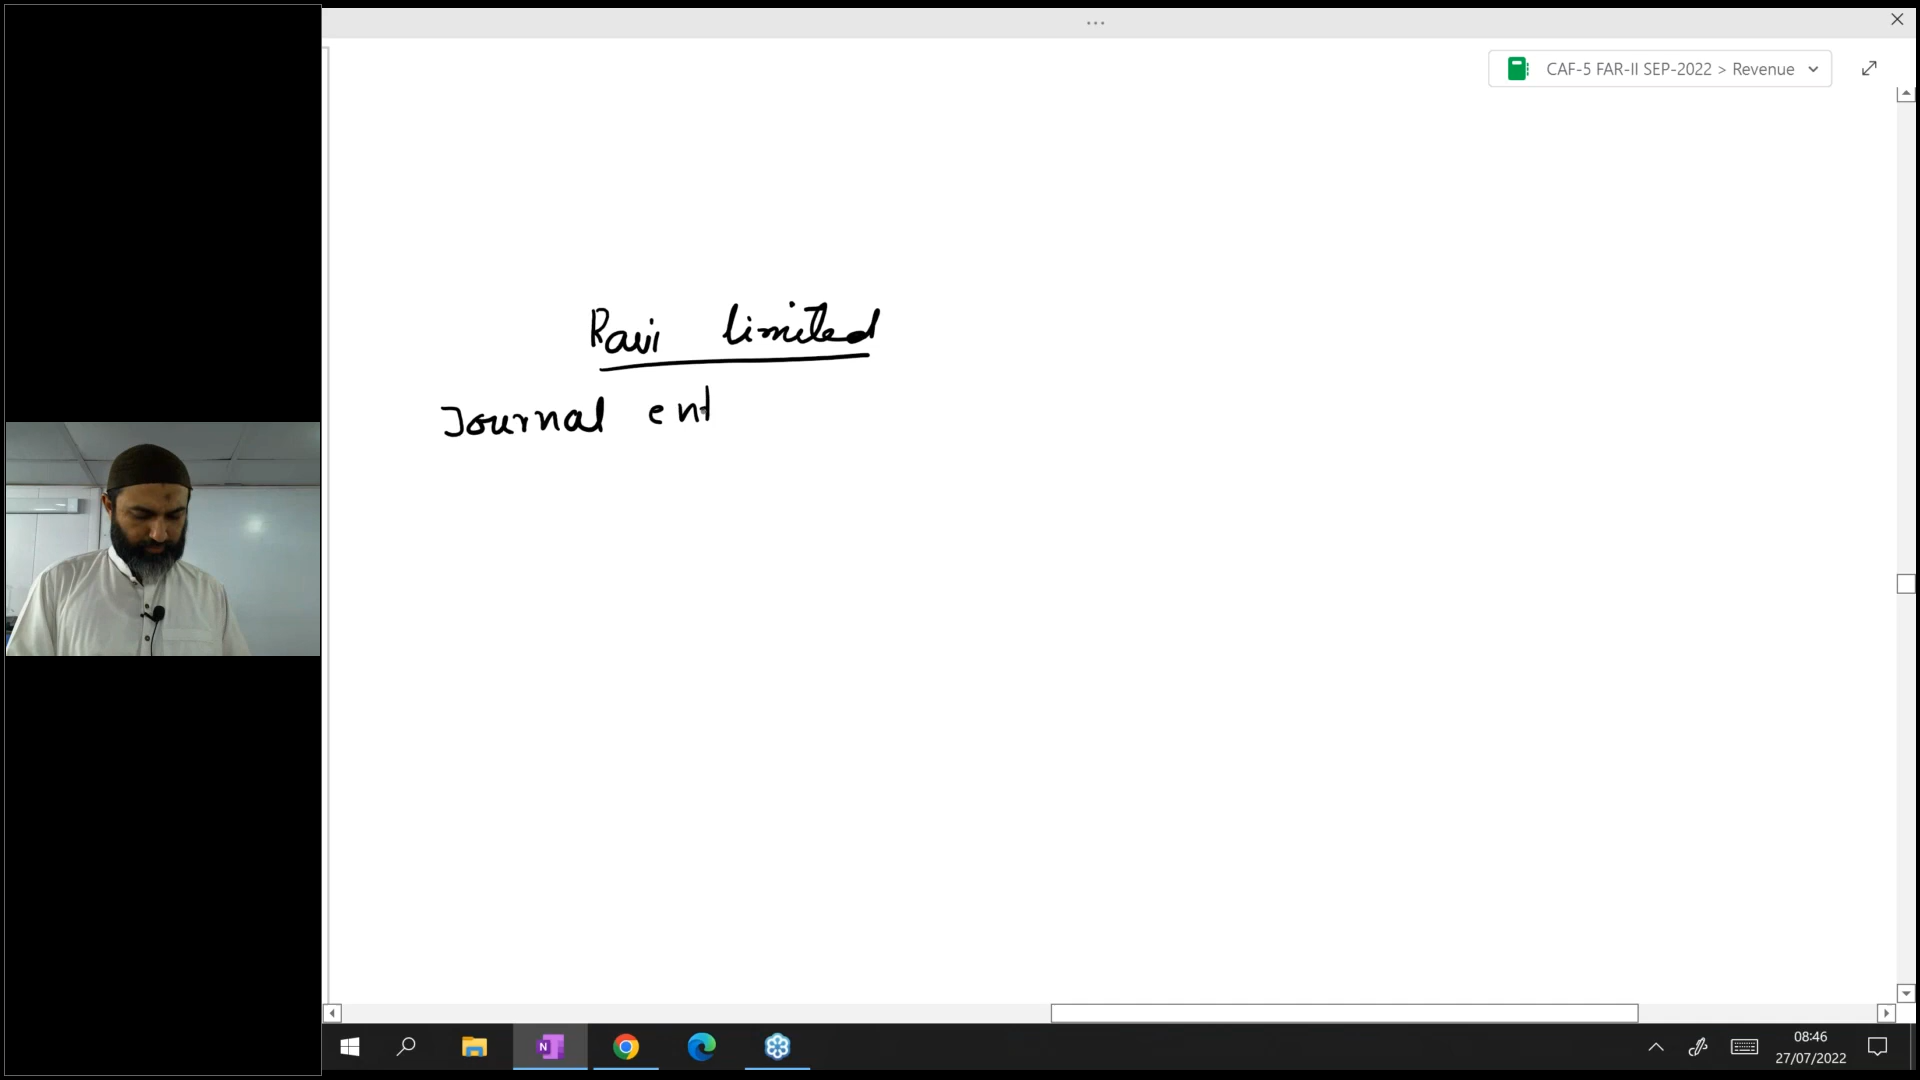 ...
CAF-5 FAR-II SEP-2022 > Revenue
Ravi limited
Journal ent
08:46
27/07/2022